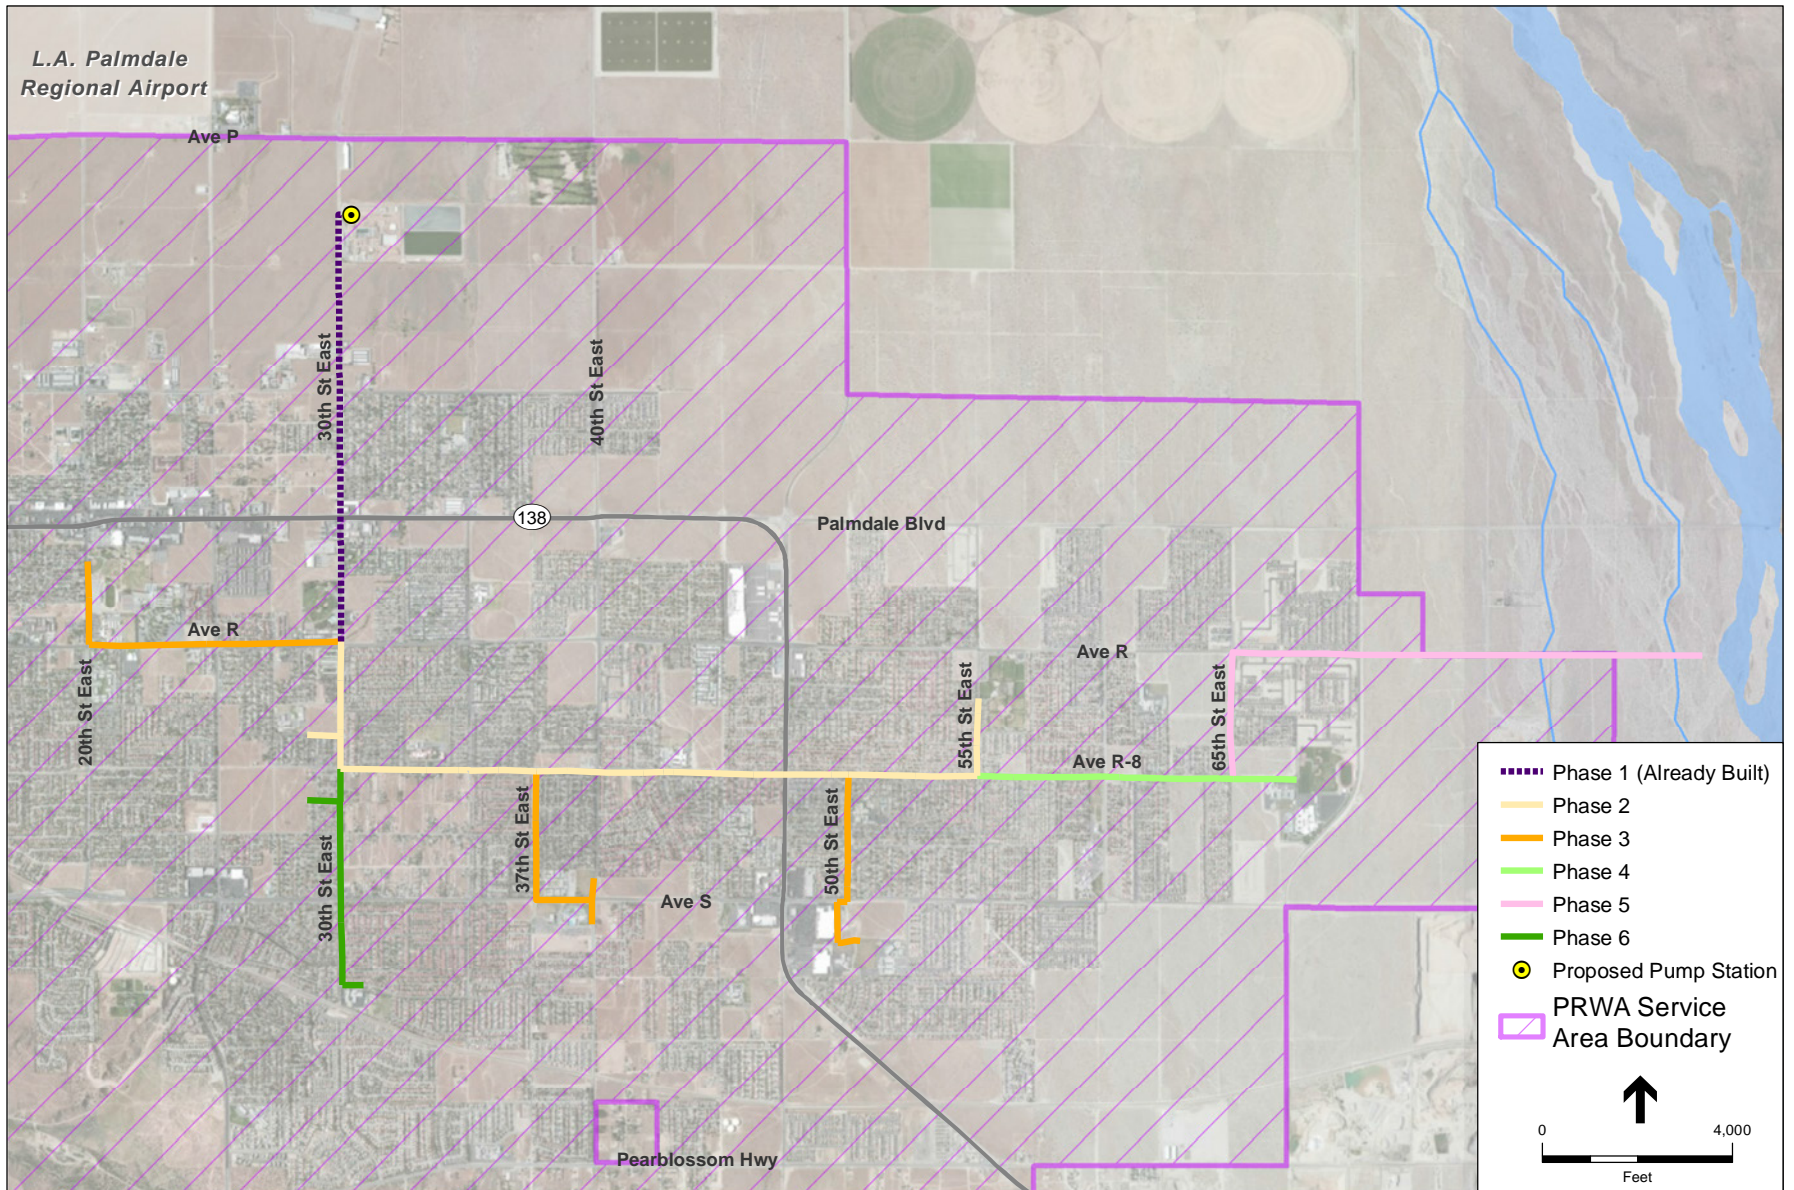 L.A. Palmdale
Regional Airport
Ave P
30th St East
40th St East
138
Palmdale Blvd
Ave R
20th St East
Ave R
55th St East
65th St East
Ave R-8
37th St East
50th St East
30th St East
Ave S
Pearblossom Hwy
Phase 1 (Already Built)
Phase 2
Phase 3
Phase 4
Phase 5
Phase 6
Proposed Pump Station
PRWA Service
Area Boundary
0 4,000
Feet